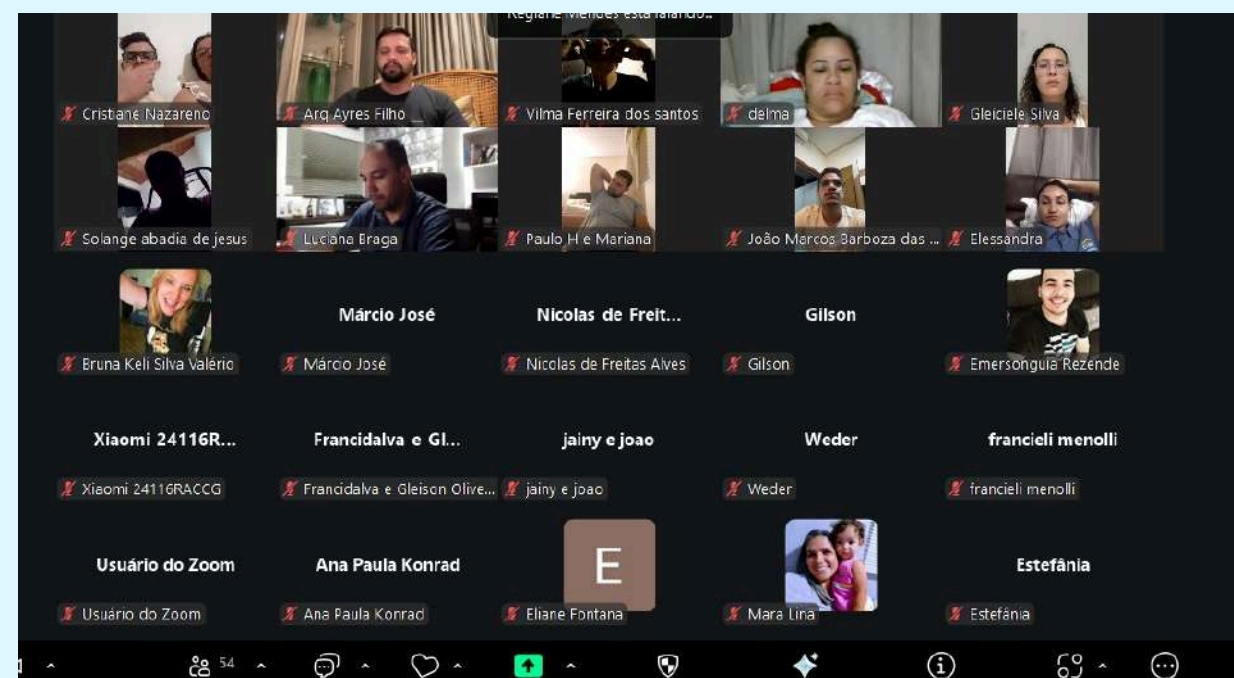 Regiane Mendes está falando...
Cristiane Nazareno
Arq Ayres Filho
Vilma Ferreira dos santos
delma
Gleiciele Silva
Solange abadia de jesus
Luciana Braga
Paulo H e Mariana
João Marcos Barboza das ...
Elessandra
Márcio José
Nicolas de Freit...
Gilson
Bruna Keli Silva Valério
Márcio José
Nicolas de Freitas Alves
Gilson
Emersonguia Rezende
Xiaomi 24116R...
Francidalva e Gl...
jainy e joao
Weder
francieli menolli
Xiaomi 24116RACCG
Francidalva e Gleison Olive...
jainy e joao
Weder
francieli menolli
Usuário do Zoom
Ana Paula Konrad
E
Estefânia
Usuário do Zoom
Ana Paula Konrad
Eliane Fontana
Mara Lina
Estefânia
54